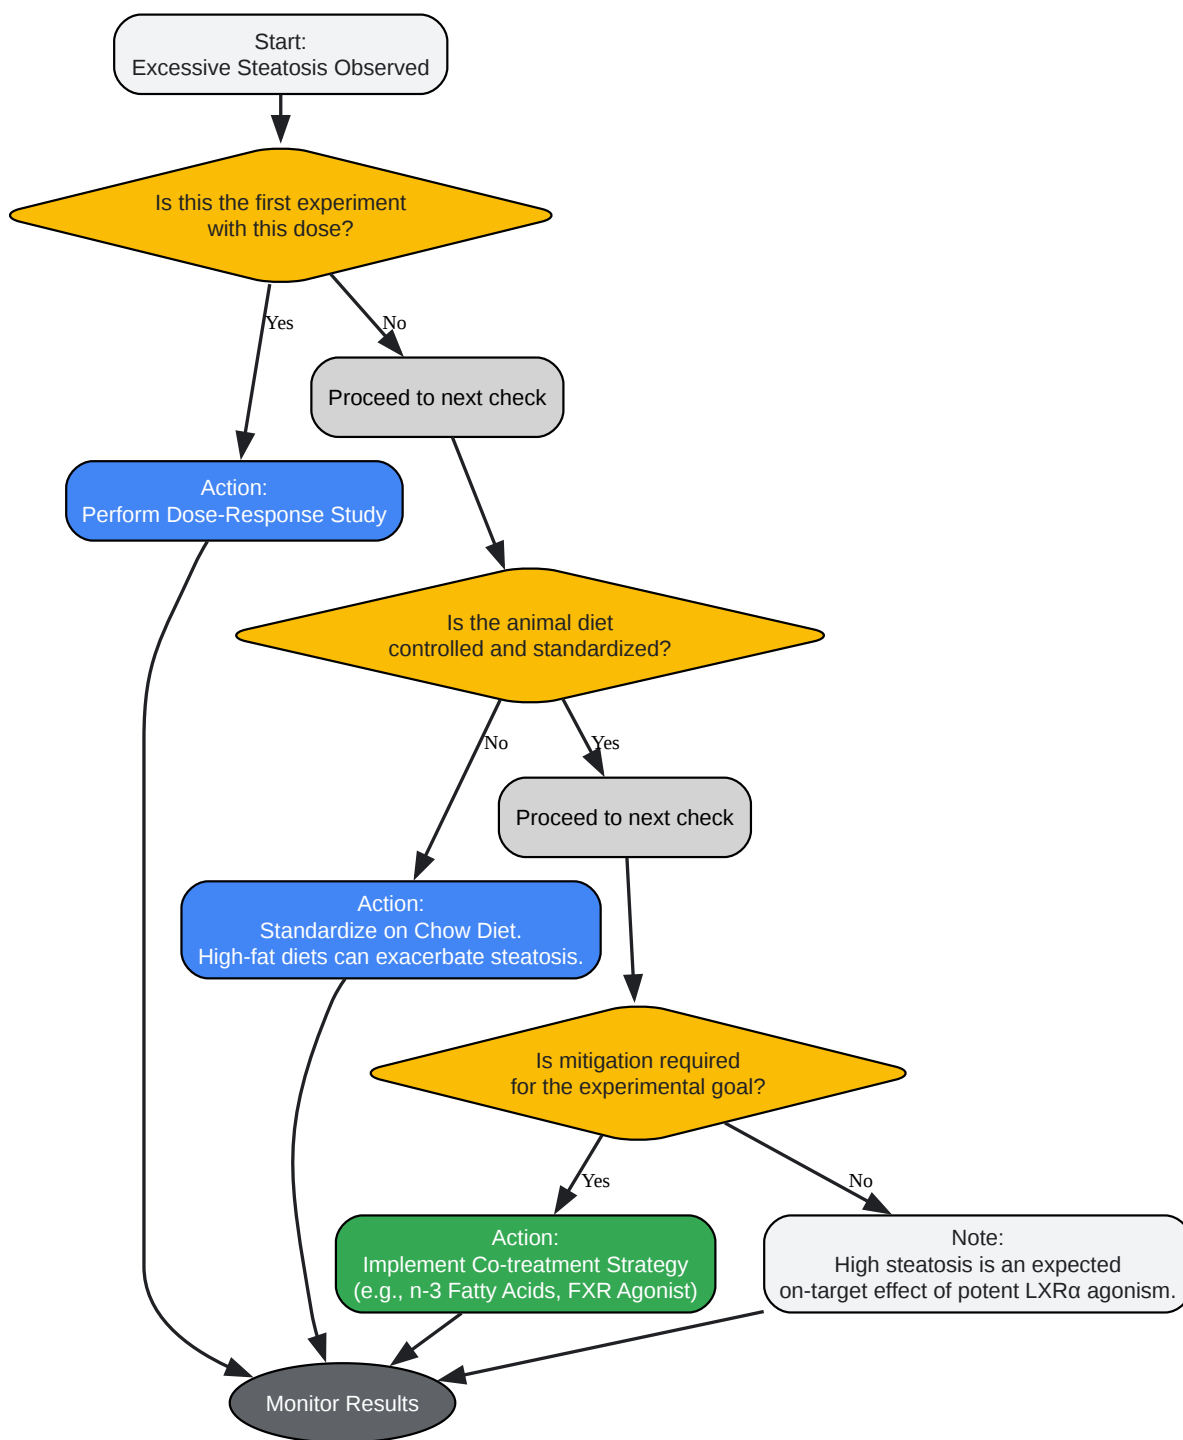 Start:
Excessive Steatosis Observed
Is this the first experiment
with this dose?
Yes
No
Proceed to next check
Action:
Perform Dose-Response Study
Is the animal diet
controlled and standardized?
No
Yes
Proceed to next check
Action:
Standardize on Chow Diet.
High-fat diets can exacerbate steatosis.
Is mitigation required
for the experimental goal?
Yes
No
Action:
Implement Co-treatment Strategy
(e.g., n-3 Fatty Acids, FXR Agonist)
Note:
High steatosis is an expected
on-target effect of potent LXRα agonism.
Monitor Results